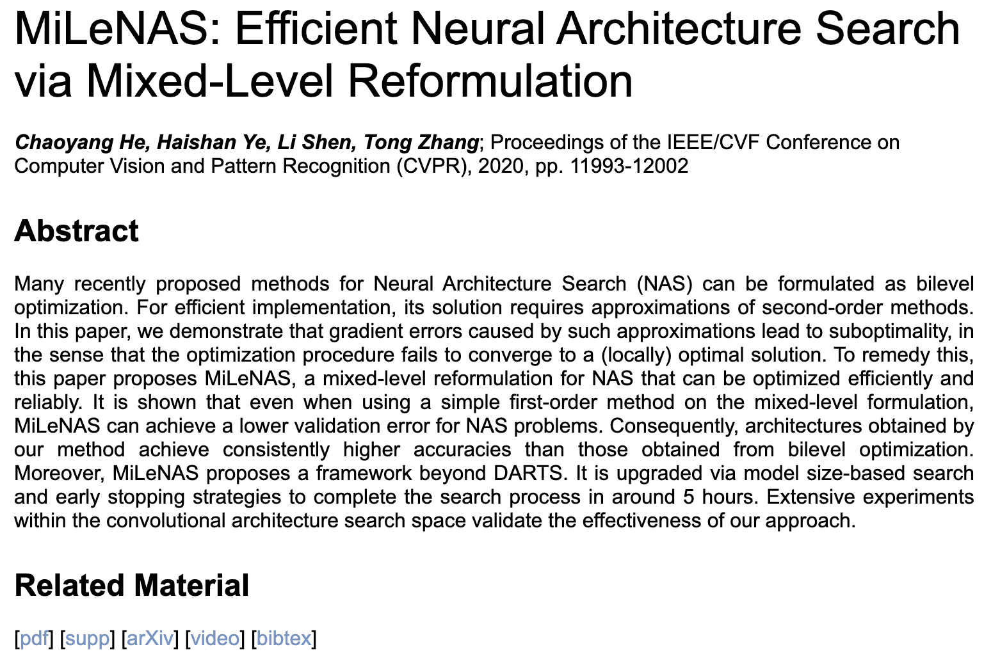 MiLeNAS: Efficient Neural Architecture Search
via Mixed-Level Reformulation
Chaoyang He, Haishan Ye, Li Shen, Tong Zhang; Proceedings of the IEEE/CVF Conference on
Computer Vision and Pattern Recognition (CVPR), 2020, pp. 11993-12002
Abstract
Many recently proposed methods for Neural Architecture Search (NAS) can be formulated as bilevel
optimization. For efficient implementation, its solution requires approximations of second-order methods.
In this paper, we demonstrate that gradient errors caused by such approximations lead to suboptimality, in
the sense that the optimization procedure fails to converge to a (locally) optimal solution. To remedy this,
this paper proposes MiLeNAS, a mixed-level reformulation for NAS that can be optimized efficiently and
reliably. It is shown that even when using a simple first-order method on the mixed-level formulation,
MiLeNAS can achieve a lower validation error for NAS problems. Consequently, architectures obtained by
our method achieve consistently higher accuracies than those obtained from bilevel optimization.
Moreover, MiLeNAS proposes a framework beyond DARTS. It is upgraded via model size-based search
and early stopping strategies to complete the search process in around 5 hours. Extensive experiments
within the convolutional architecture search space validate the effectiveness of our approach.
Related Material
[pdf] [supp] [arXiv] [video] [bibtex]